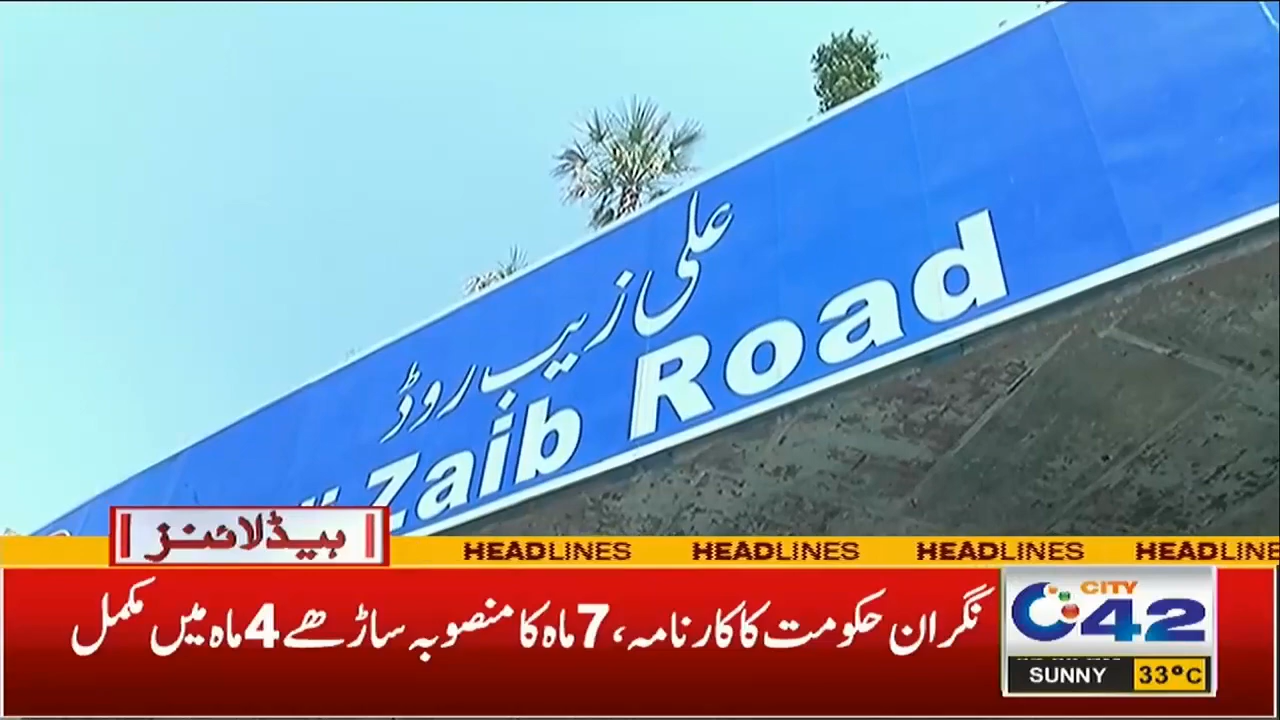 علی زیب روڈ
Zaib Road
ہیڈلائنز
HEADLINES HEADLINES HEADLINES HEADLINE
نگران حکومت کا کارنامہ، 7 ماہ کا منصوبہ ساڑھے 4 ماہ میں مکمل
CITY
42
SUNNY 33°C